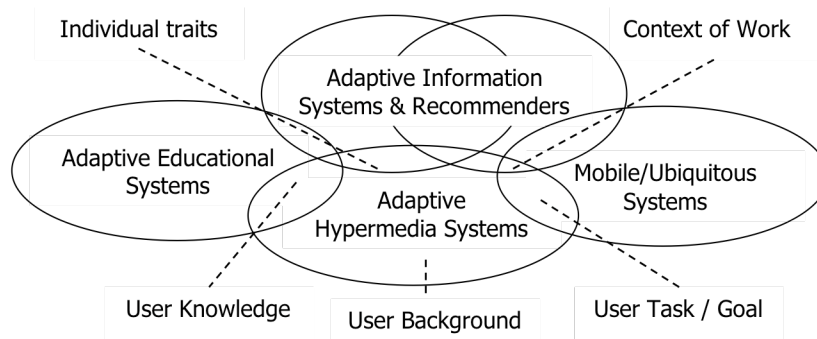 Individual traits
Context of Work
Adaptive Information
Systems & Recommenders
Adaptive Educational
Systems
Mobile/Ubiquitous
Systems
Adaptive
Hypermedia Systems
User Knowledge
User Background
User Task / Goal